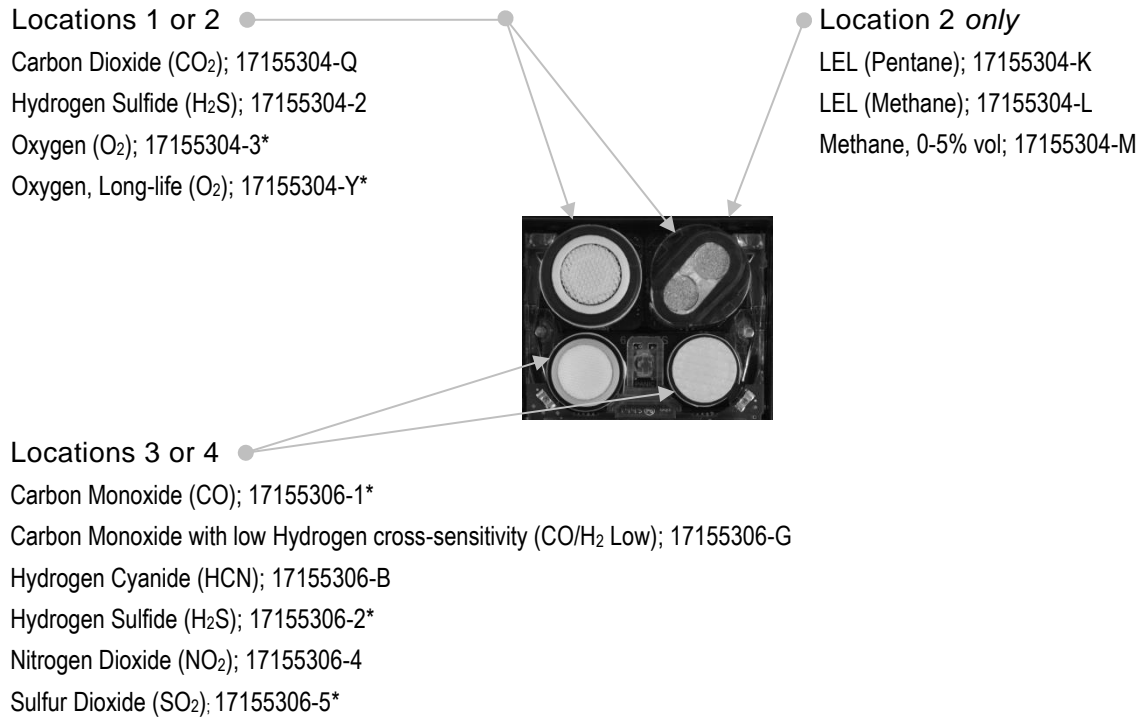 Locations 1 or 2
Carbon Dioxide (CO₂); 17155304-Q
Hydrogen Sulfide (H₂S); 17155304-2
Oxygen (O₂); 17155304-3*
Oxygen, Long-life (O₂); 17155304-Y*
Location 2 only
LEL (Pentane); 17155304-K
LEL (Methane); 17155304-L
Methane, 0-5% vol; 17155304-M
Locations 3 or 4
Carbon Monoxide (CO); 17155306-1*
Carbon Monoxide with low Hydrogen cross-sensitivity (CO/H₂ Low); 17155306-G
Hydrogen Cyanide (HCN); 17155306-B
Hydrogen Sulfide (H₂S); 17155306-2*
Nitrogen Dioxide (NO₂); 17155306-4
Sulfur Dioxide (SO₂); 17155306-5*